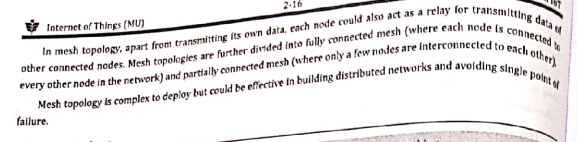 2-16
Internet of Things (MU)
In mesh topology, apart from transmitting its own data, each node could also act as a relay for transmitting data of
other connected nodes. Mesh topologies are further divided into fully connected mesh (where each node is connected to
every other node in the network) and partially connected mesh (where only a few nodes are interconnected to each other).
Mesh topology is complex to deploy but could be effective in building distributed networks and avoiding single point of
failure.